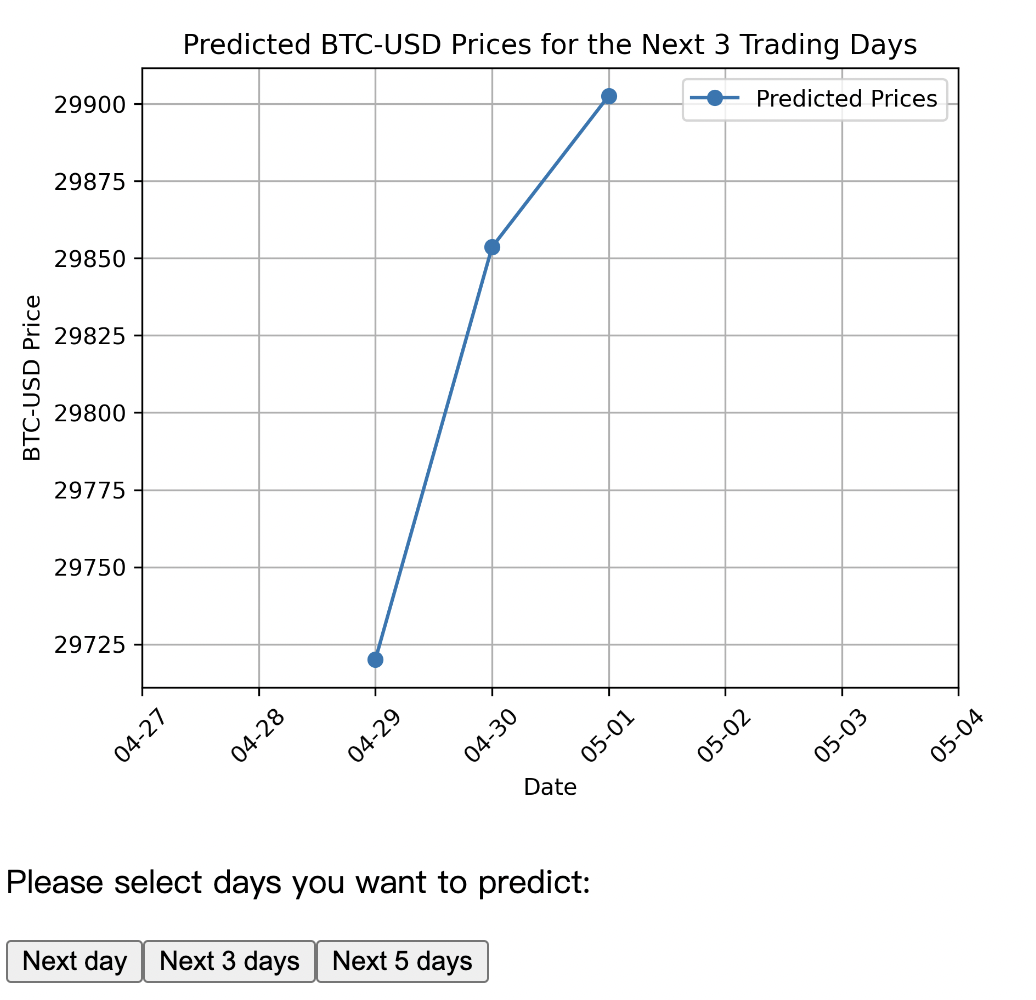 Predicted BTC-USD Prices for the Next 3 Trading Days
Predicted Prices
29900
29875
29850
29825
29800
29775
29750
29725
BTC-USD Price
04-27 04-28 04-29 04-30 05-01 05-02 05-03 05-04
Date
Please select days you want to predict:
Next day Next 3 days Next 5 days